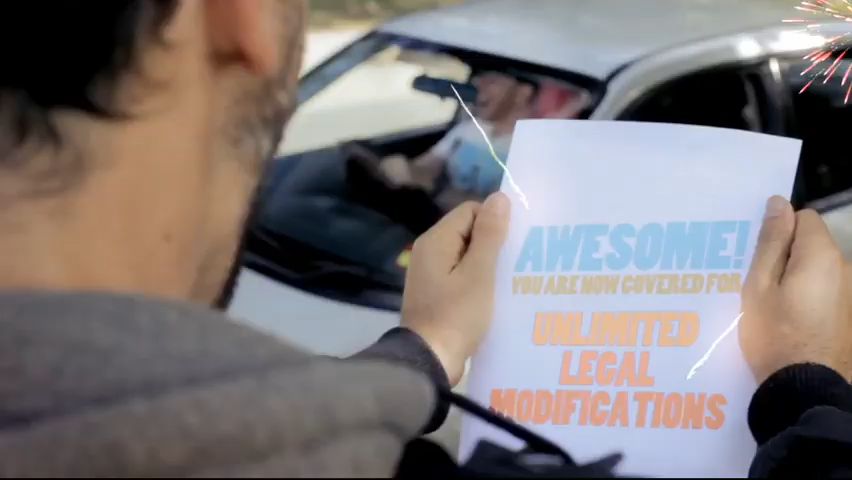 AWESOME!
YOU ARE NOW COVERED FOR
UNLIMITED
LEGAL
MODIFICATIONS